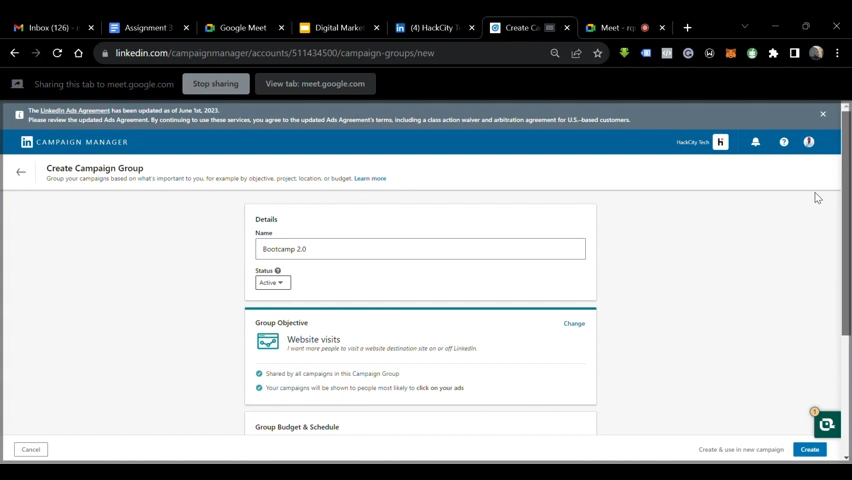 Inbox (126) -
Assignment 3
Google Meet
Digital Marke
(4) HackCity T
Create Ca
Meet - rq
linkedin.com/campaignmanager/accounts/511434500/campaign-groups/new
Sharing this tab to meet.google.com
Stop sharing
View tab: meet.google.com
The LinkedIn Ads Agreement has been updated as of June 1st, 2023.
Please review the updated Ads Agreement. By continuing to use these services, you agree to the updated Ads Agreement's terms, including a class action waiver and arbitration agreement for U.S.-based customers.
in CAMPAIGN MANAGER
HackCity Tech
Create Campaign Group
Group your campaigns based on what's important to you, for example by objective, project, location, or budget. Learn more
Details
Name
Bootcamp 2.0
Status
Active
Group Objective
Change
Website visits
I want more people to visit a website destination site on or off LinkedIn.
Shared by all campaigns in this Campaign Group
Your campaigns will be shown to people most likely to click on your ads
Group Budget & Schedule
1
Cancel
Create & use in new campaign
Create